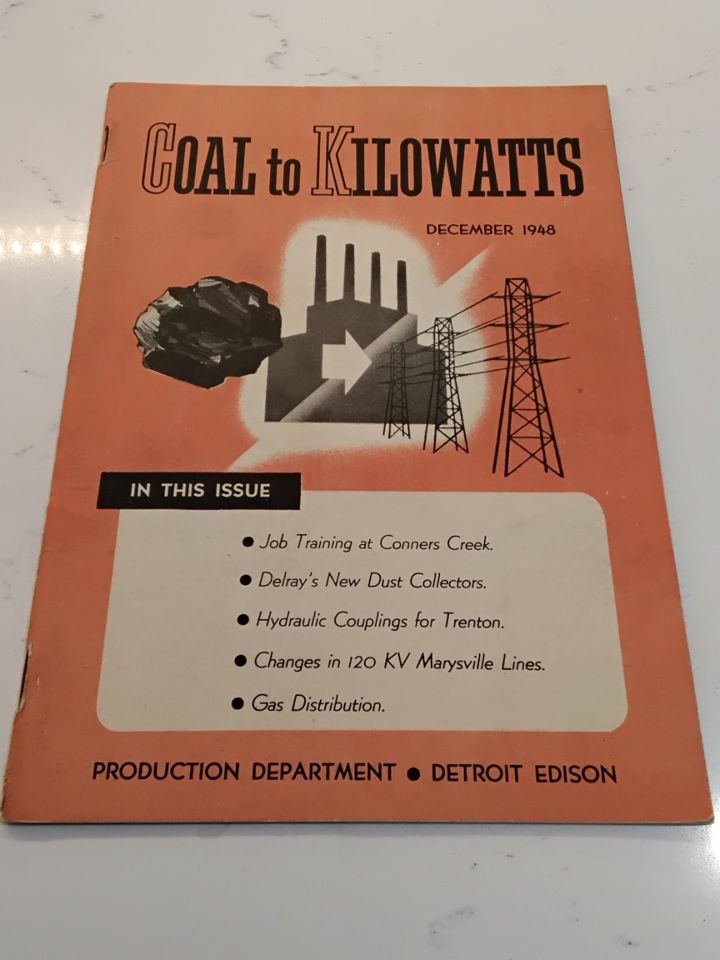 COAL to KILOWATTS
DECEMBER 1948
IN THIS ISSUE
● Job Training at Conners Creek.
● Delray's New Dust Collectors.
● Hydraulic Couplings for Trenton.
● Changes in 120 KV Marysville Lines.
● Gas Distribution.
PRODUCTION DEPARTMENT ● DETROIT EDISON